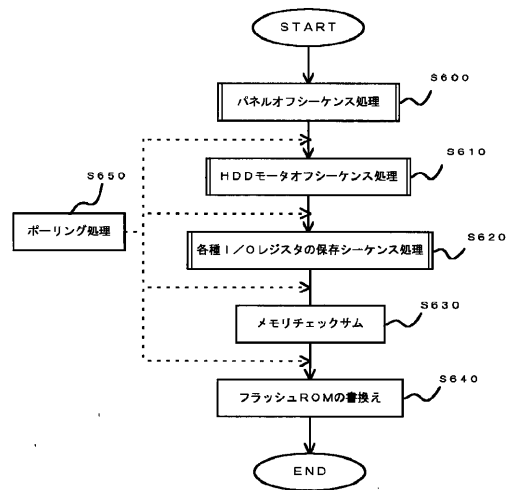 START
S600
パネルオフシーケンス処理
S610
HDDモータオフシーケンス処理
S650
ポーリング処理
S620
各種I/Oレジスタの保存シーケンス処理
S630
メモリチェックサム
S640
フラッシュROMの書換え
END